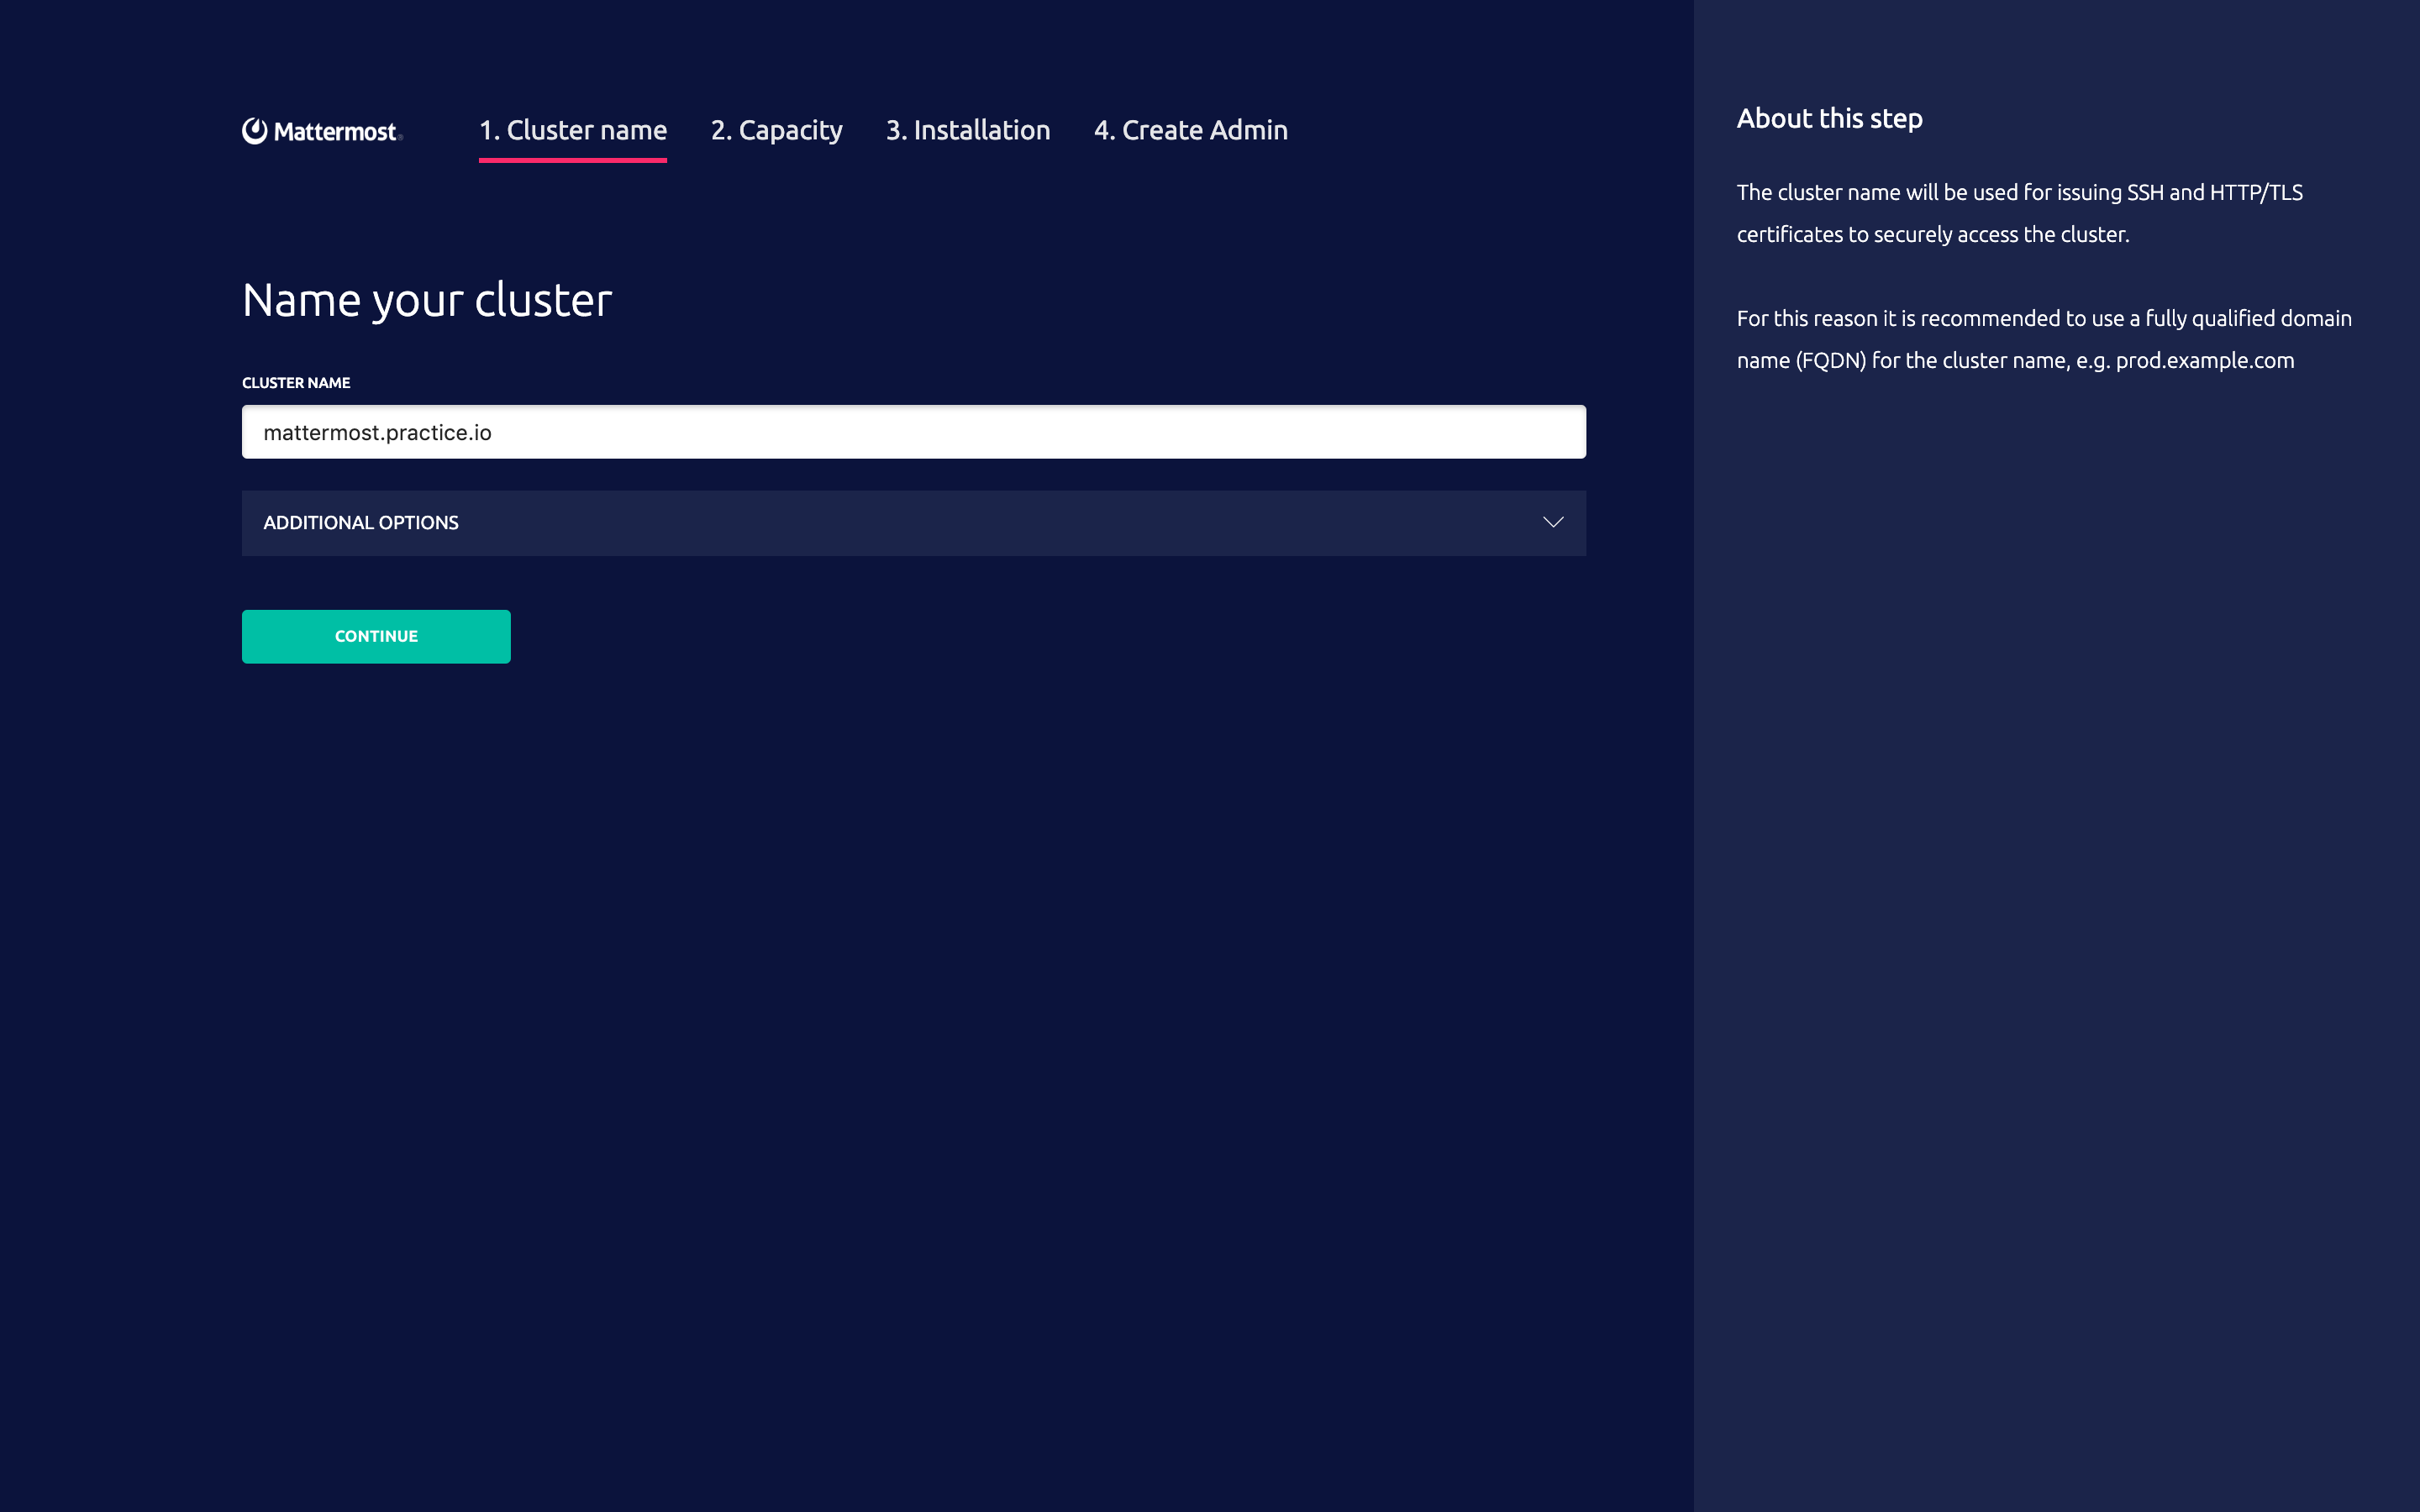 Mattermost
1. Cluster name
2. Capacity
3. Installation
4. Create Admin
Name your cluster
CLUSTER NAME
mattermost.practice.io
ADDITIONAL OPTIONS
CONTINUE
About this step
The cluster name will be used for issuing SSH and HTTP/TLS
certificates to securely access the cluster.
For this reason it is recommended to use a fully qualified domain
name (FQDN) for the cluster name, e.g. prod.example.com